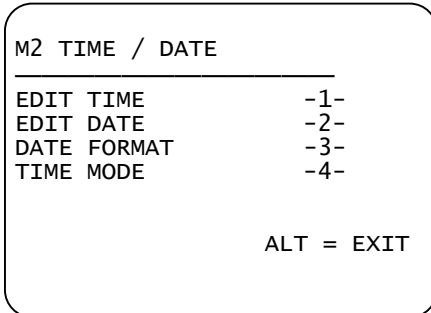 M2 TIME / DATE
EDIT TIME -1-
EDIT DATE -2-
DATE FORMAT -3-
TIME MODE -4-
ALT = EXIT